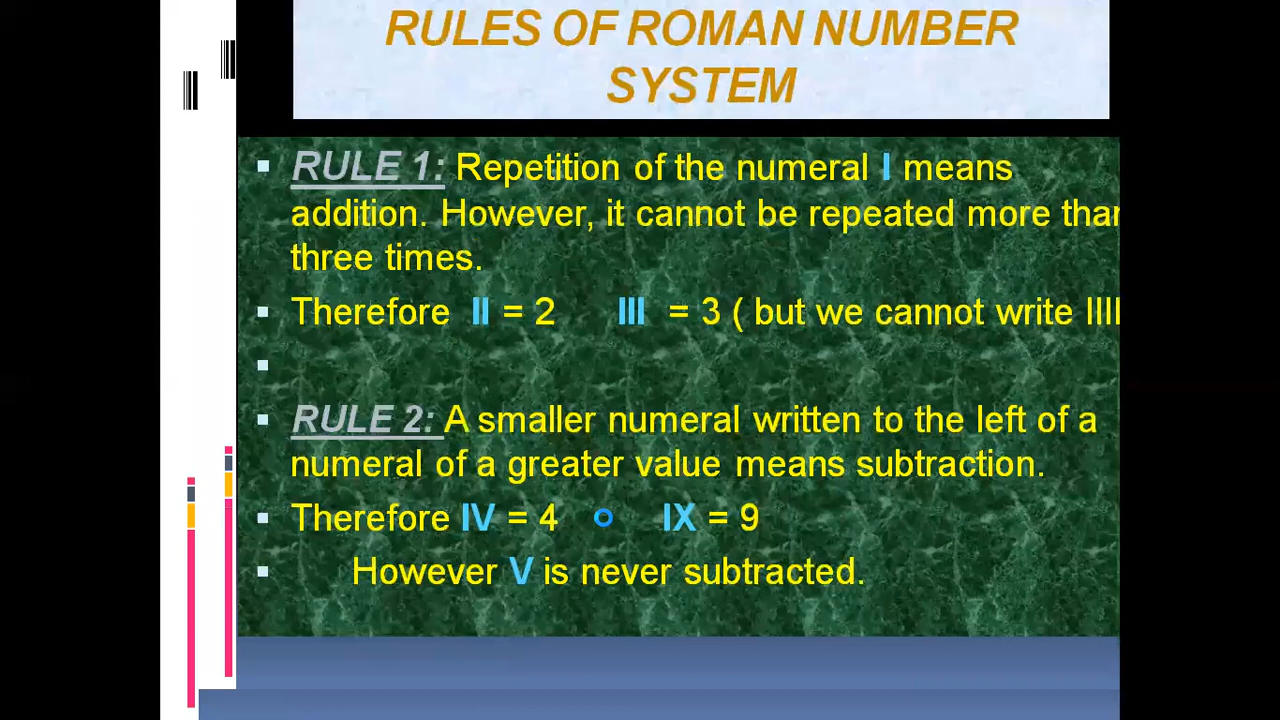 RULES OF ROMAN NUMBER
SYSTEM
RULE 1: Repetition of the numeral I means
addition. However, it cannot be repeated more than
three times.
Therefore II = 2 III = 3 ( but we cannot write IIII
RULE 2: A smaller numeral written to the left of a
numeral of a greater value means subtraction.
Therefore IV = 4 IX = 9
However V is never subtracted.